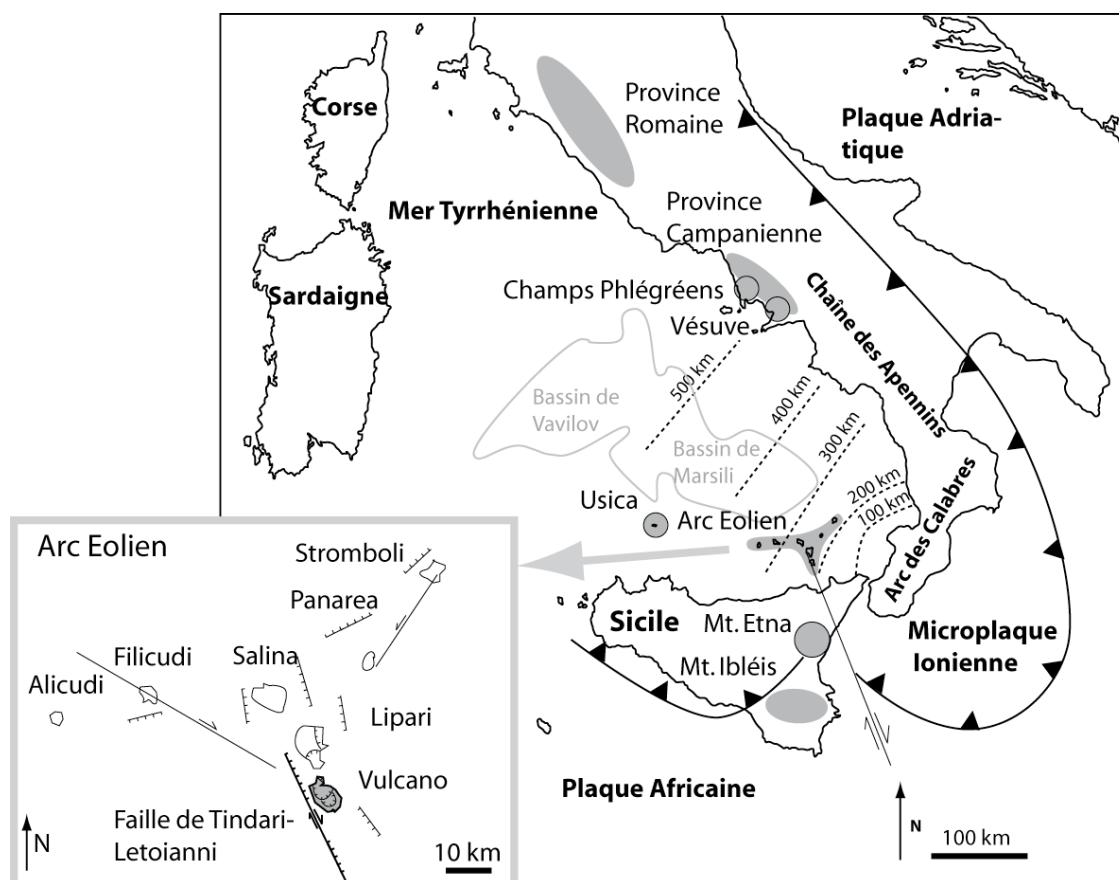 Corse
Province
Romaine
Plaque Adria-
tique
Mer Tyrrhénienne
Province
Campanienne
Sardaigne
Champs Phlégréens
Vésuve
Chaîne des Apennins
500 km
400 km
300 km
200 km
100 km
Bassin de
Vavilov
Bassin de
Marsili
Usica
Arc Eolien
Arc des Calabres
Sicile
Mt. Etna
Mt. Ibléis
Microplaque
Ionienne
Plaque Africaine
N
100 km
Arc Eolien
Stromboli
Panarea
Filicudi
Salina
Alicudi
Lipari
Vulcano
Faille de Tindari-
Letoianni
N
10 km